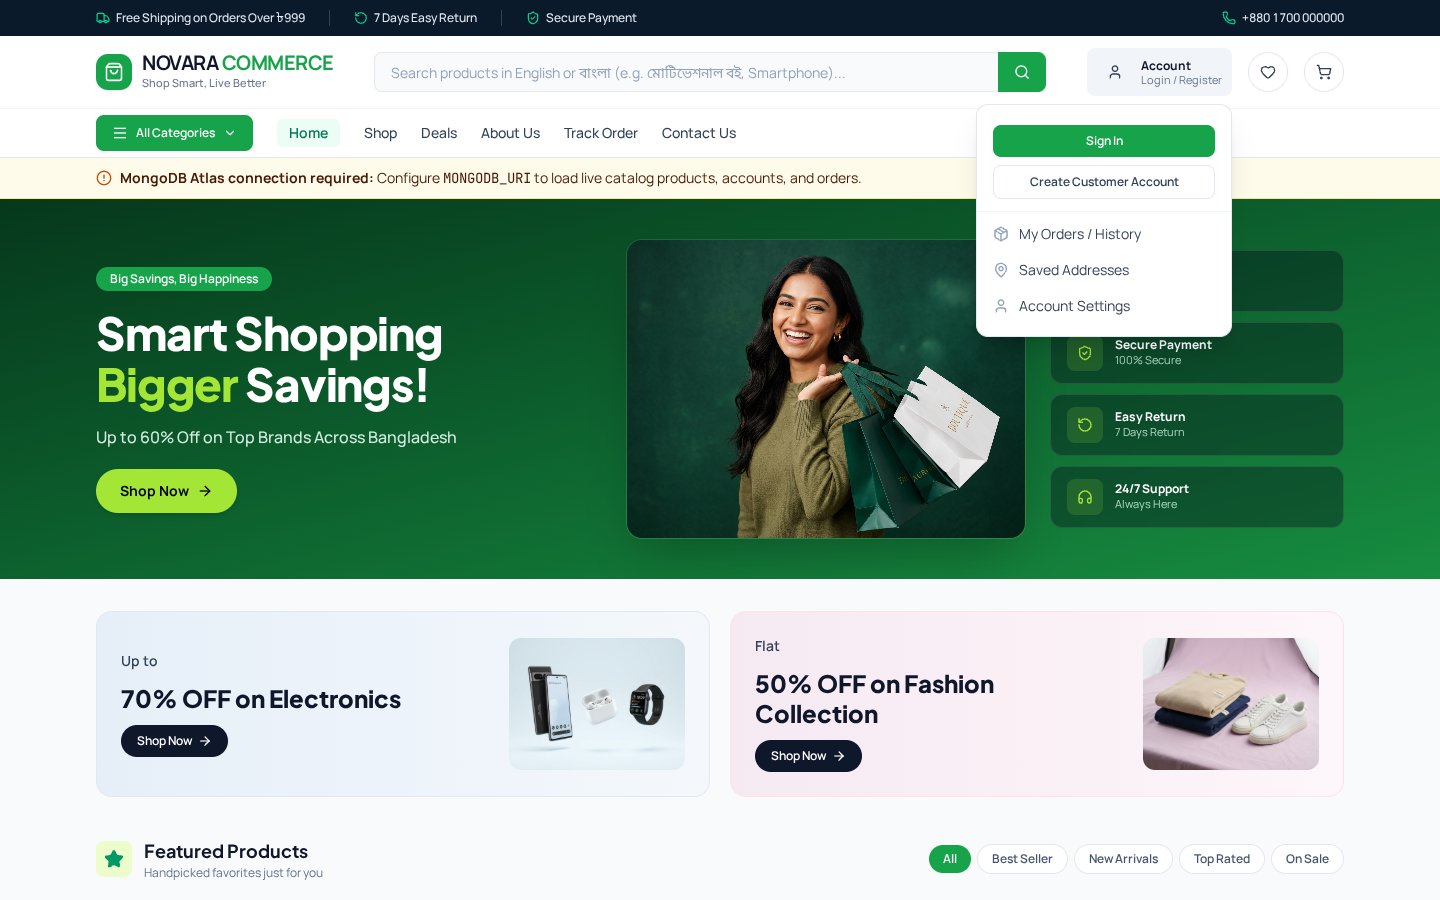 Free Shipping on Orders Over ৳999
7 Days Easy Return
Secure Payment
+880 1700 000000
NOVARA COMMERCE
Shop Smart, Live Better
Search products in English or বাংলা (e.g. মোটিভেশনাল বই, Smartphone)...
Account
Login / Register
All Categories
Home
Shop
Deals
About Us
Track Order
Contact Us
Sign In
Create Customer Account
My Orders / History
Saved Addresses
Account Settings
MongoDB Atlas connection required: Configure MONGODB_URI to load live catalog products, accounts, and orders.
Big Savings, Big Happiness
Smart Shopping
Bigger Savings!
Up to 60% Off on Top Brands Across Bangladesh
Shop Now
BOUTIQUE
Secure Payment
100% Secure
Easy Return
7 Days Return
24/7 Support
Always Here
Up to
70% OFF on Electronics
Shop Now
Flat
50% OFF on Fashion
Collection
Shop Now
Featured Products
Handpicked favorites just for you
All
Best Seller
New Arrivals
Top Rated
On Sale